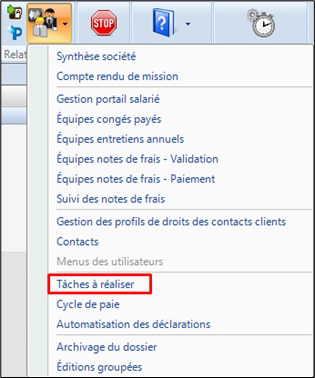 STOP
?
P
Relat
Synthèse société
Compte rendu de mission
Gestion portail salarié
Équipes congés payés
Équipes entretiens annuels
Équipes notes de frais - Validation
Équipes notes de frais - Paiement
Suivi des notes de frais
Gestion des profils de droits des contacts clients
Contacts
Menus des utilisateurs
Tâches à réaliser
Cycle de paie
Automatisation des déclarations
Archivage du dossier
Éditions groupées